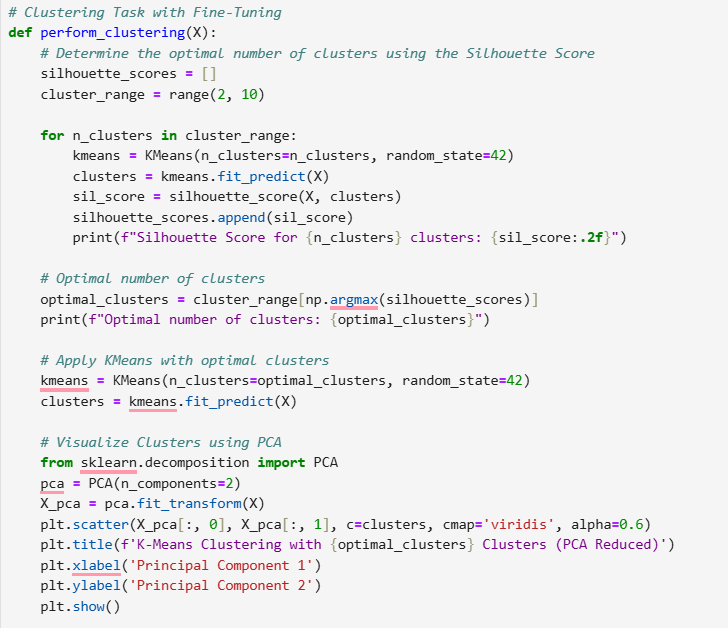 # Clustering Task with Fine-Tuning
def perform_clustering(X):
    # Determine the optimal number of clusters using the Silhouette Score
    silhouette_scores = []
    cluster_range = range(2, 10)

    for n_clusters in cluster_range:
        kmeans = KMeans(n_clusters=n_clusters, random_state=42)
        clusters = kmeans.fit_predict(X)
        sil_score = silhouette_score(X, clusters)
        silhouette_scores.append(sil_score)
        print(f"Silhouette Score for {n_clusters} clusters: {sil_score:.2f}")

    # Optimal number of clusters
    optimal_clusters = cluster_range[np.argmax(silhouette_scores)]
    print(f"Optimal number of clusters: {optimal_clusters}")

    # Apply KMeans with optimal clusters
    kmeans = KMeans(n_clusters=optimal_clusters, random_state=42)
    clusters = kmeans.fit_predict(X)

    # Visualize Clusters using PCA
    from sklearn.decomposition import PCA
    pca = PCA(n_components=2)
    X_pca = pca.fit_transform(X)
    plt.scatter(X_pca[:, 0], X_pca[:, 1], c=clusters, cmap='viridis', alpha=0.6)
    plt.title(f'K-Means Clustering with {optimal_clusters} Clusters (PCA Reduced)')
    plt.xlabel('Principal Component 1')
    plt.ylabel('Principal Component 2')
    plt.show()